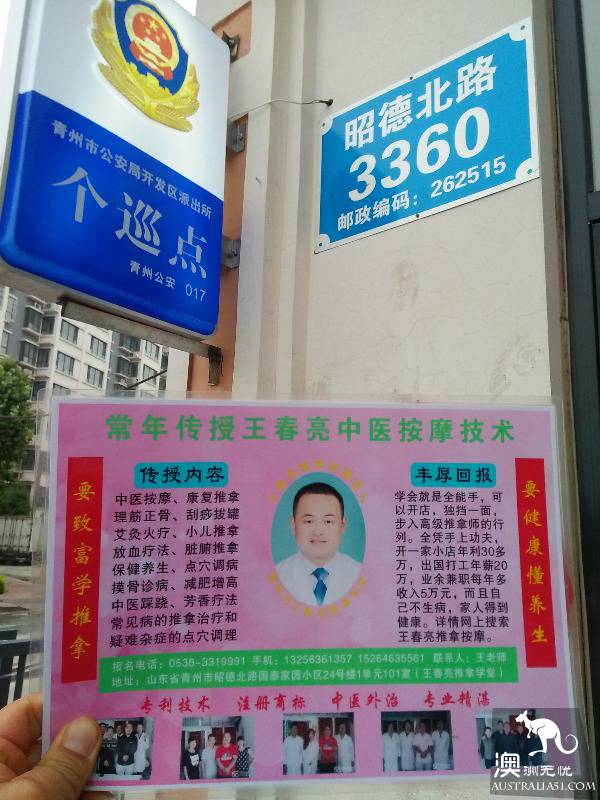 青州市公安局开发区派出所
个巡点
青州公安 017
昭德北路
3360
邮政编码：262515
常年传授王春亮中医按摩技术
要致富学推拿
传授内容
中医按摩、康复推拿
理筋正骨、刮痧拔罐
艾灸火疗、小儿推拿
放血疗法、脏腑推拿
保健养生、点穴调病
摸骨诊病、减肥增高
中医踩跷、芳香疗法
常见病的推拿治疗和
疑难杂症的点穴调理
丰厚回报
学会就是全能手，可
以开店，独挡一面，
步入高级推拿师的行
列。全凭手上功夫，
开一家小店年利30多
万，出国打工年薪20
万，业余兼职每年多
收入5万元，而且自
己不生病，家人得到
健康。详情网上搜索
王春亮推拿按摩。
要健康懂养生
报名电话：0536-3319991 手机：13256361357 15264635561 联系人：王老师
地址：山东省青州市昭德北路国泰家园小区24号楼1单元101室（王春亮推拿学堂）
专利技术 注册商标 中医外治 专业精湛
澳洲无忧
AUSTRALIA51.COM